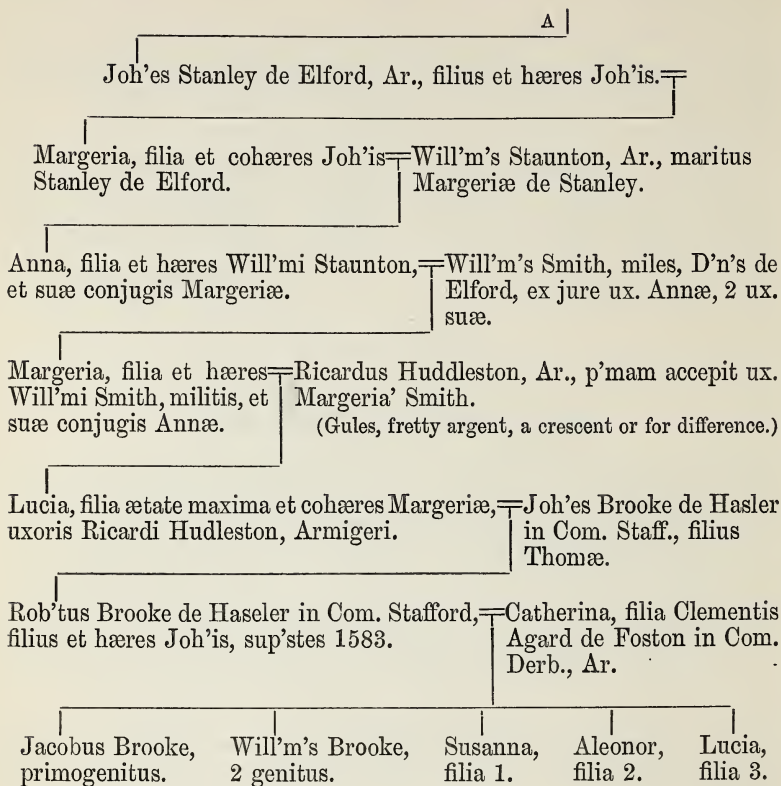 A
Joh'es Stanley de Elford, Ar., filius et hæres Joh'is.
Margeria, filia et cohæres Joh'is
Stanley de Elford.
Will'm's Staunton, Ar., maritus
Margeriæ de Stanley.
Anna, filia et hæres Will'mi Staunton,
et suæ conjugis Margeriæ.
Will'm's Smith, miles, D'n's de
Elford, ex jure ux. Annæ, 2 ux.
suæ.
Margeria, filia et hæres
Will'mi Smith, militis, et
suæ conjugis Annæ.
Ricardus Huddleston, Ar., p'mam accepit ux.
Margeria' Smith.
(Gules, fretty argent, a crescent or for difference.)
Lucia, filia ætate maxima et cohæres Margeriæ,
uxoris Ricardi Hudleston, Armigeri.
Joh'es Brooke de Hasler
in Com. Staff., filius
Thomæ.
Rob'tus Brooke de Haseler in Com. Stafford,
filius et hæres Joh'is, sup'stes 1583.
Catherina, filia Clementis
Agard de Foston in Com.
Derb., Ar.
Jacobus Brooke,
primogenitus.
Will'm's Brooke,
2 genitus.
Susanna,
filia 1.
Aleonor,
filia 2.
Lucia,
filia 3.